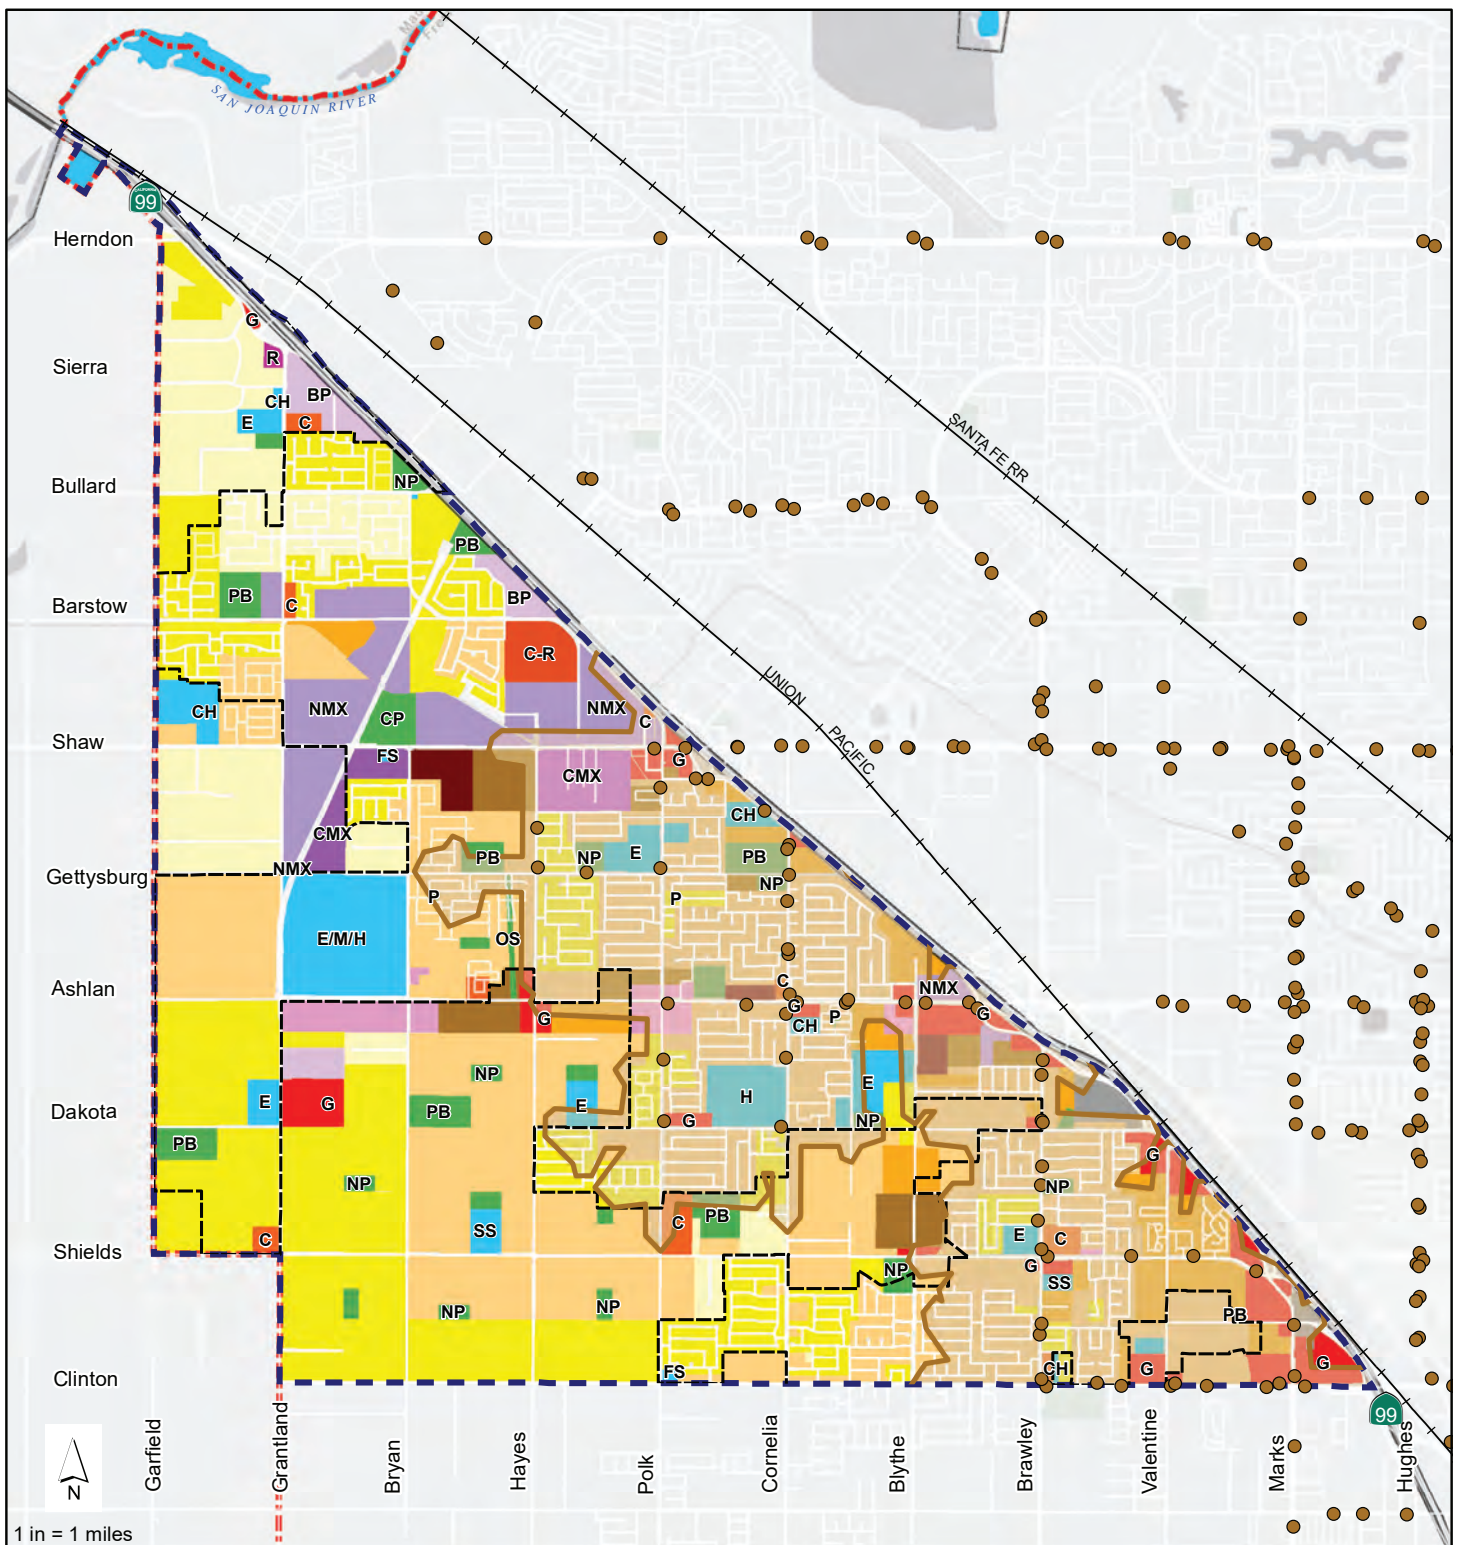 Mad
Fre
SAN JOAQUIN RIVER
CALIFORNIA
99
Herndon
G
Sierra
R
BP
CH
E
C
SANTA FE RR
NP
Bullard
PB
PB
C
BP
Barstow
C-R
UNION
PACIFIC
CH
NMX
CP
NMX
C
Shaw
FS
G
CMX
CH
CMX
PB
NP
E
PB
NMX
Gettysburg
NP
P
P
E/M/H
OS
Ashlan
C
NMX
G
G
CH
P
G
NP
E
E
G
PB
E
H
Dakota
NP
G
PB
G
NP
NP
SS
C
PB
E
C
C
Shields
G
NP
SS
NP
NP
PB
G
FS
CH
G
Clinton
99
Garfield
Grantland
Bryan
Hayes
Polk
Cornelia
Blythe
Brawley
Valentine
Marks
Hughes
N
1 in = 1 miles